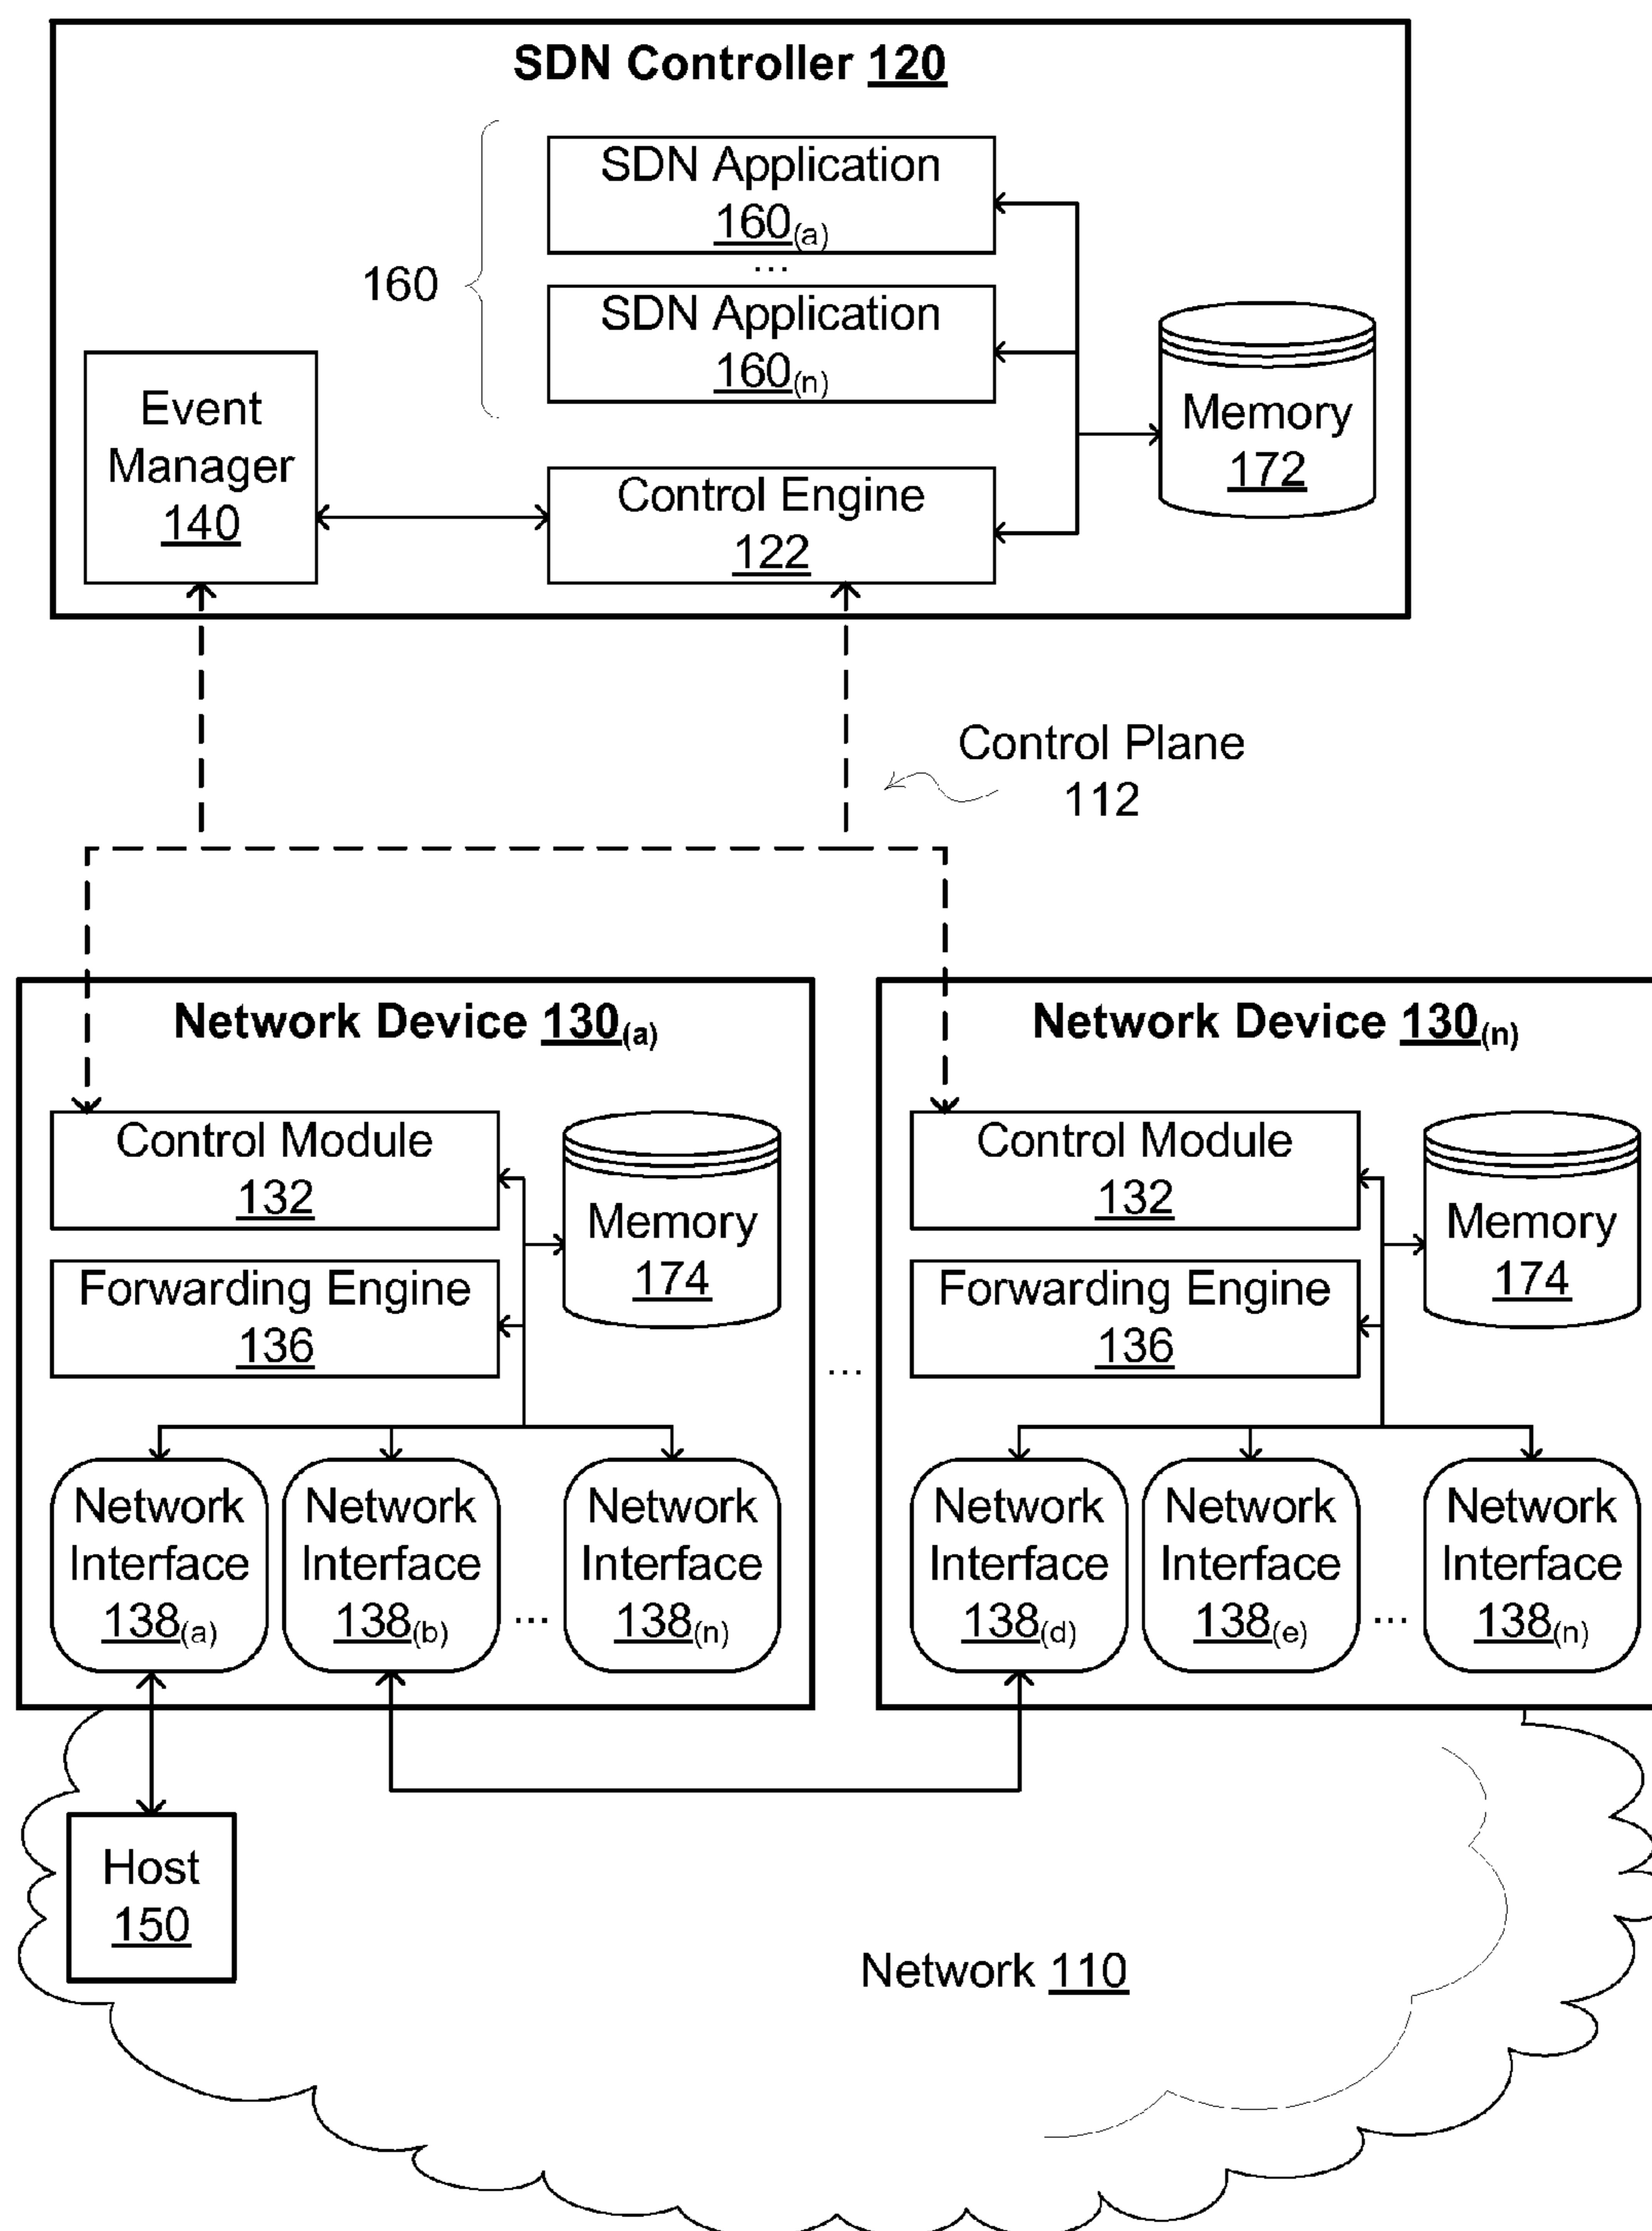 SDN Controller 120
SDN Application
160(a)
...
160
SDN Application
160(n)
Event
Manager
140
Control Engine
122
Memory
172
Control Plane
112
Network Device 130(a)
Control Module
132
Forwarding Engine
136
Memory
174
Network
Interface
138(a)
Network
Interface
138(b)
...
Network
Interface
138(n)
...
Network Device 130(n)
Control Module
132
Forwarding Engine
136
Memory
174
Network
Interface
138(d)
Network
Interface
138(e)
...
Network
Interface
138(n)
Host
150
Network 110